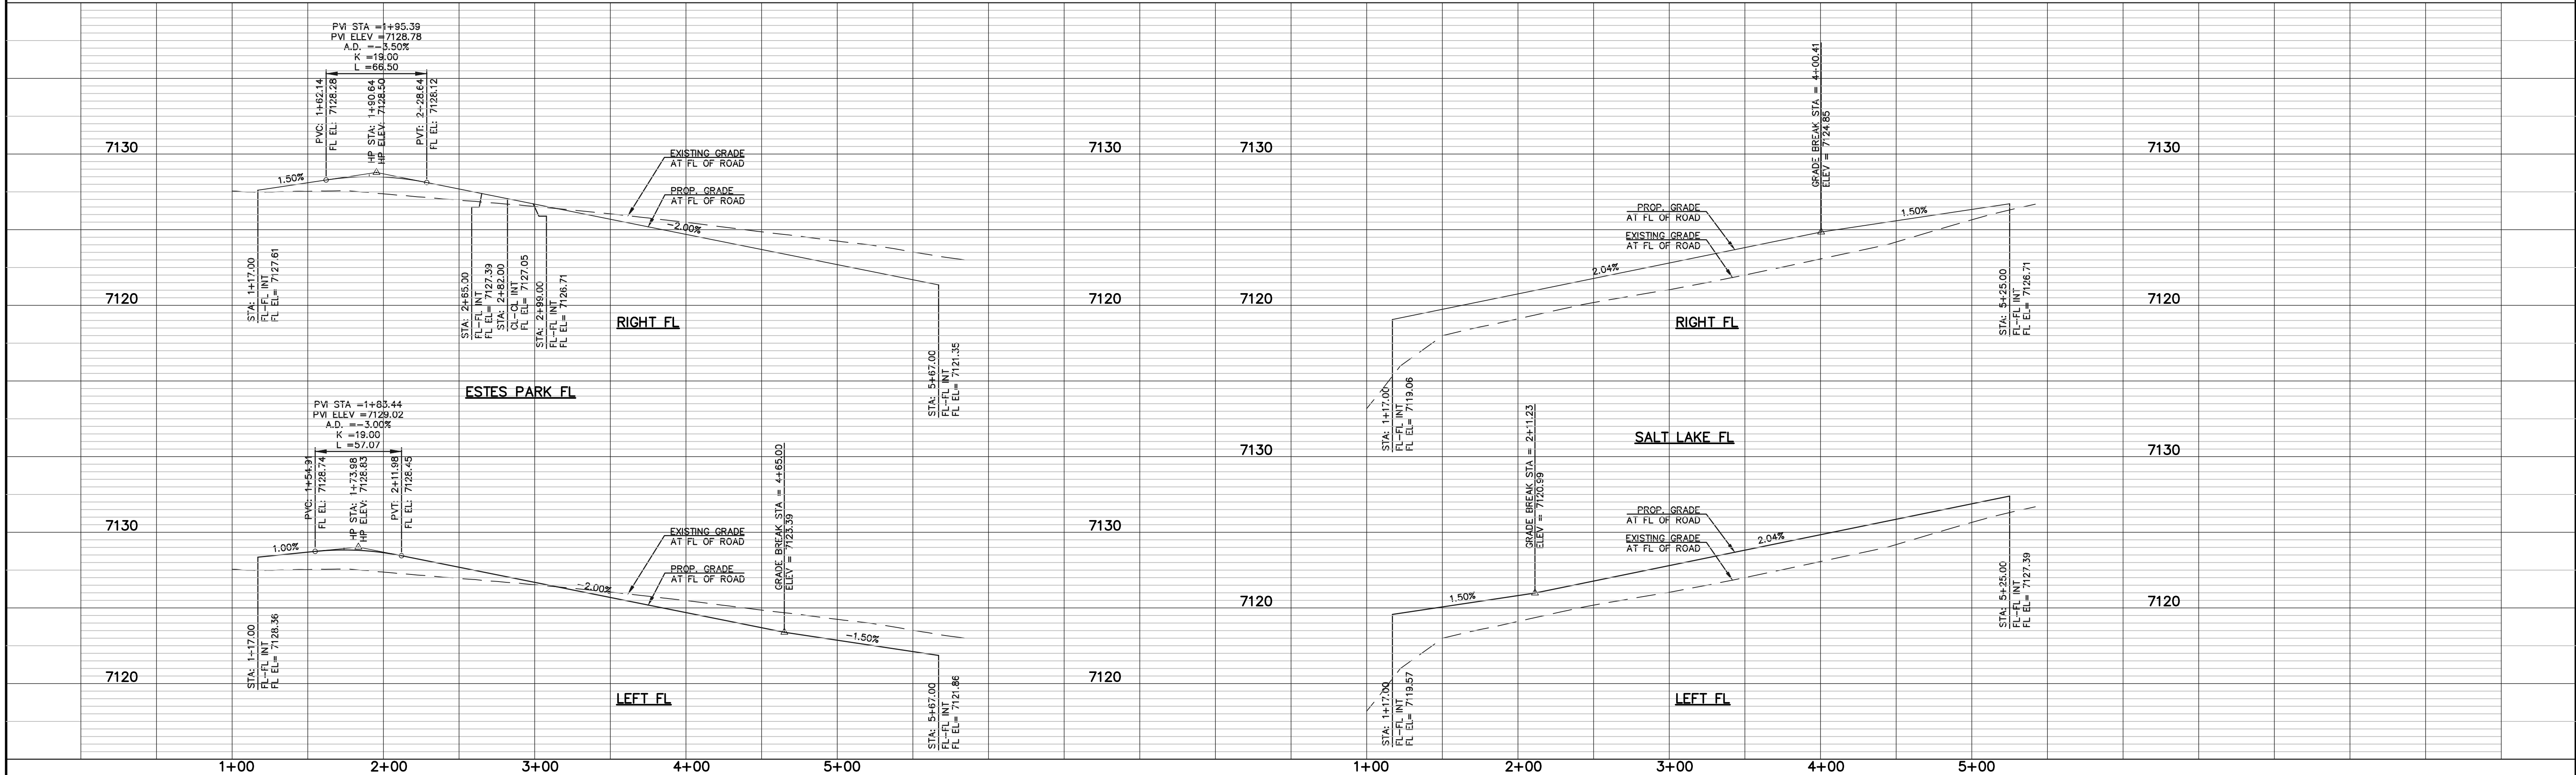 PVI STA =1+95.39
PVI ELEV =7128.78
A.D. =-3.50%
K =19.00
L =66.50
PVC: 1+62.14
FL EL: 7128.28
HP STA: 1+90.64
HP ELEV: 7128.50
PVT: 2+28.64
FL EL: 7128.12
7130
1.50%
EXISTING GRADE
AT FL OF ROAD
PROP. GRADE
AT FL OF ROAD
-2.00%
STA: 1+17.00
FL-FL INT
FL EL= 7127.61
STA: 2+65.00
FL-FL INT
FL EL= 7127.39
STA: 2+82.00
CL-CL INT
FL EL= 7127.05
STA: 2+99.00
FL-FL INT
FL EL= 7126.71
7120
RIGHT FL
STA: 5+67.00
FL-FL INT
FL EL= 7121.35
7130
7120
ESTES PARK FL
PVI STA =1+83.44
PVI ELEV =7129.02
A.D. =-3.00%
K =19.00
L =57.07
PVC: 1+54.91
FL EL: 7128.74
HP STA: 1+73.98
HP ELEV: 7128.83
PVT: 2+11.98
FL EL: 7128.45
7130
1.00%
EXISTING GRADE
AT FL OF ROAD
PROP. GRADE
AT FL OF ROAD
-2.00%
GRADE BREAK STA = 4+65.00
ELEV = 7123.39
-1.50%
STA: 1+17.00
FL-FL INT
FL EL= 7128.36
7120
LEFT FL
STA: 5+67.00
FL-FL INT
FL EL= 7121.86
7130
7120
1+00
2+00
3+00
4+00
5+00
7130
GRADE BREAK STA = 4+00.41
ELEV = 7124.85
7130
PROP. GRADE
AT FL OF ROAD
EXISTING GRADE
AT FL OF ROAD
1.50%
2.04%
7120
RIGHT FL
STA: 5+25.00
FL-FL INT
FL EL= 7126.71
7120
STA: 1+17.00
FL-FL INT
FL EL= 7119.06
SALT LAKE FL
7130
GRADE BREAK STA = 2+11.23
ELEV = 7120.99
7130
PROP. GRADE
AT FL OF ROAD
EXISTING GRADE
AT FL OF ROAD
2.04%
1.50%
7120
STA: 5+25.00
FL-FL INT
FL EL= 7127.39
7120
STA: 1+17.00
FL-FL INT
FL EL= 7119.57
LEFT FL
1+00
2+00
3+00
4+00
5+00